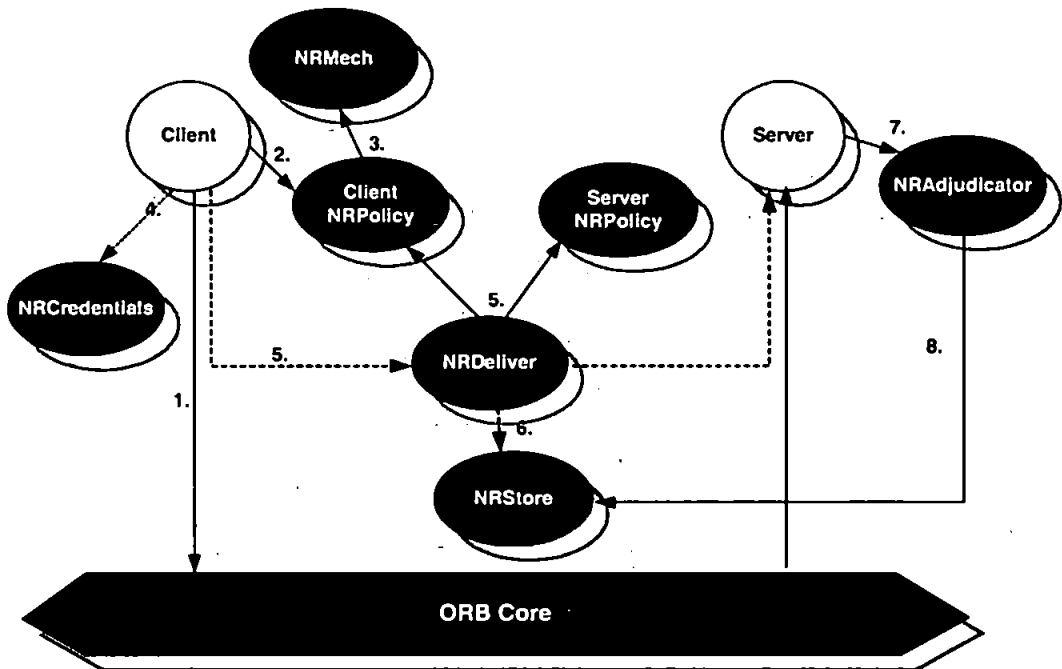 NRMech
Client
Server
7.
3.
2.
Client
NRPolicy
Server
NRPolicy
NRAdjudicator
4.
NRCredentials
5.
5.
NRDeliver
8.
1.
6.
NRStore
ORB Core